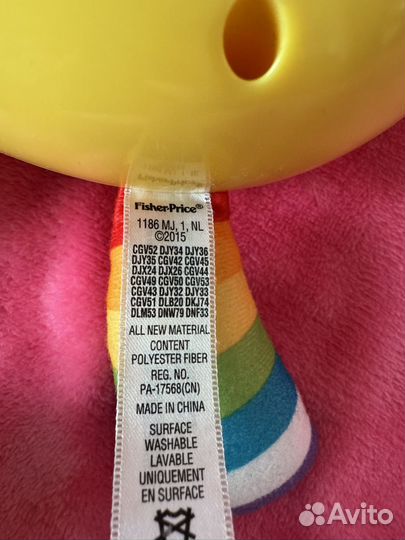 Fisher-Price®
1186 MJ, 1, NL
©2015
CGV52 DJY34 DJY36
DJY35 CGV42 CGV45
DJX24 DJX26 CGV44
CGV49 CGV50 CGV53
CGV43 DJY32 DJY33
CGV51 DLB20 DKJ74
DLM53 DNW79 DNF33
ALL NEW MATERIAL
CONTENT
POLYESTER FIBER
REG. NO.
PA-17568(CN)
MADE IN CHINA
SURFACE
WASHABLE
LAVABLE
UNIQUEMENT
EN SURFACE
Avito